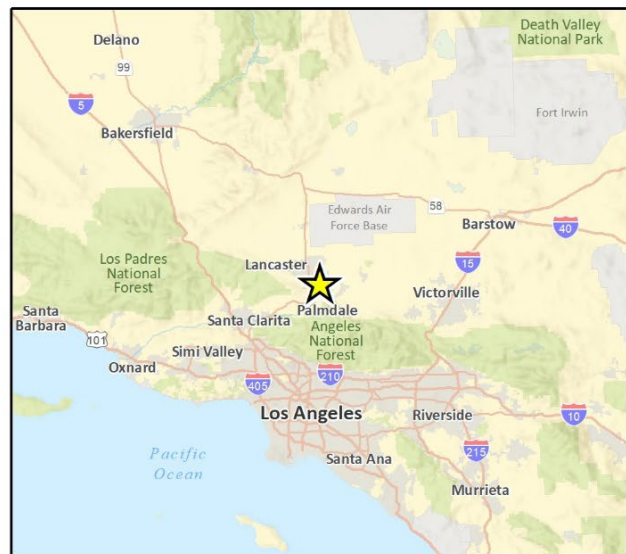 Death Valley
National Park
Delano
99
5
Fort Irwin
Bakersfield
Edwards Air
Force Base
58
Barstow
40
Los Padres
National
Forest
Lancaster
15
Palmdale
Victorville
Santa
Barbara
Santa Clarita
Angeles
National
Forest
101
Simi Valley
Oxnard
405
210
Los Angeles
Riverside
10
Pacific
Ocean
Santa Ana
215
Murrieta